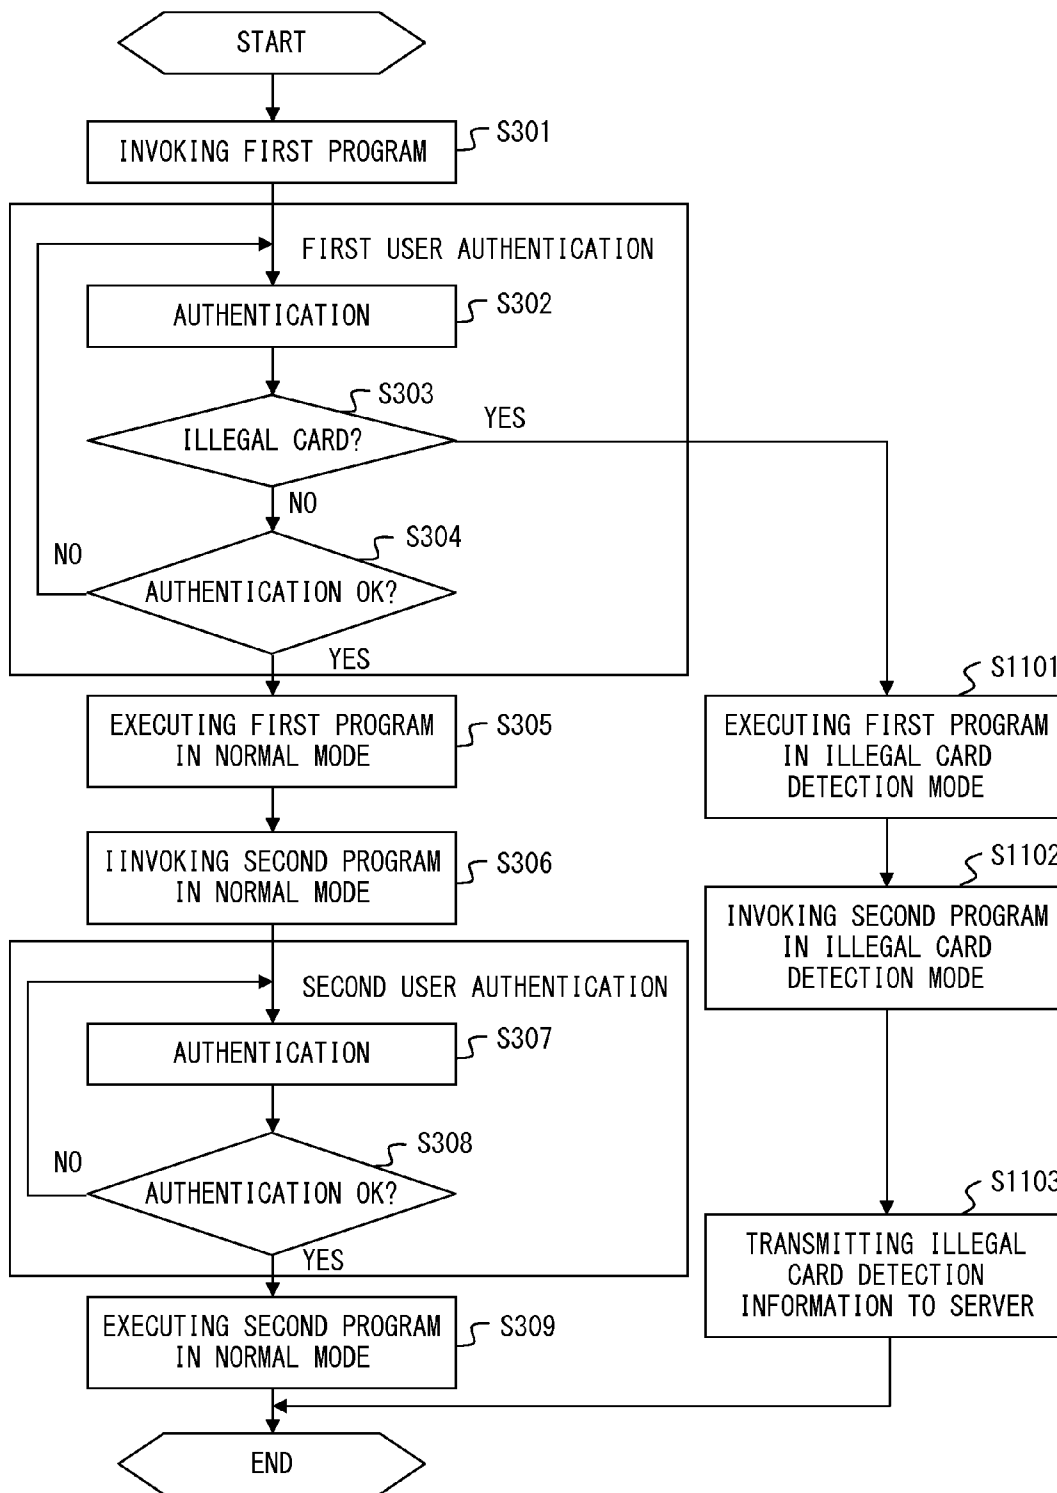 START
INVOKING FIRST PROGRAM
S301
FIRST USER AUTHENTICATION
AUTHENTICATION
S302
S303
ILLEGAL CARD?
YES
NO
S304
NO
AUTHENTICATION OK?
YES
EXECUTING FIRST PROGRAM
IN NORMAL MODE
S305
IINVOKING SECOND PROGRAM
IN NORMAL MODE
S306
SECOND USER AUTHENTICATION
AUTHENTICATION
S307
S308
NO
AUTHENTICATION OK?
YES
EXECUTING SECOND PROGRAM
IN NORMAL MODE
S309
S1101
EXECUTING FIRST PROGRAM
IN ILLEGAL CARD
DETECTION MODE
S1102
INVOKING SECOND PROGRAM
IN ILLEGAL CARD
DETECTION MODE
S1103
TRANSMITTING ILLEGAL
CARD DETECTION
INFORMATION TO SERVER
END